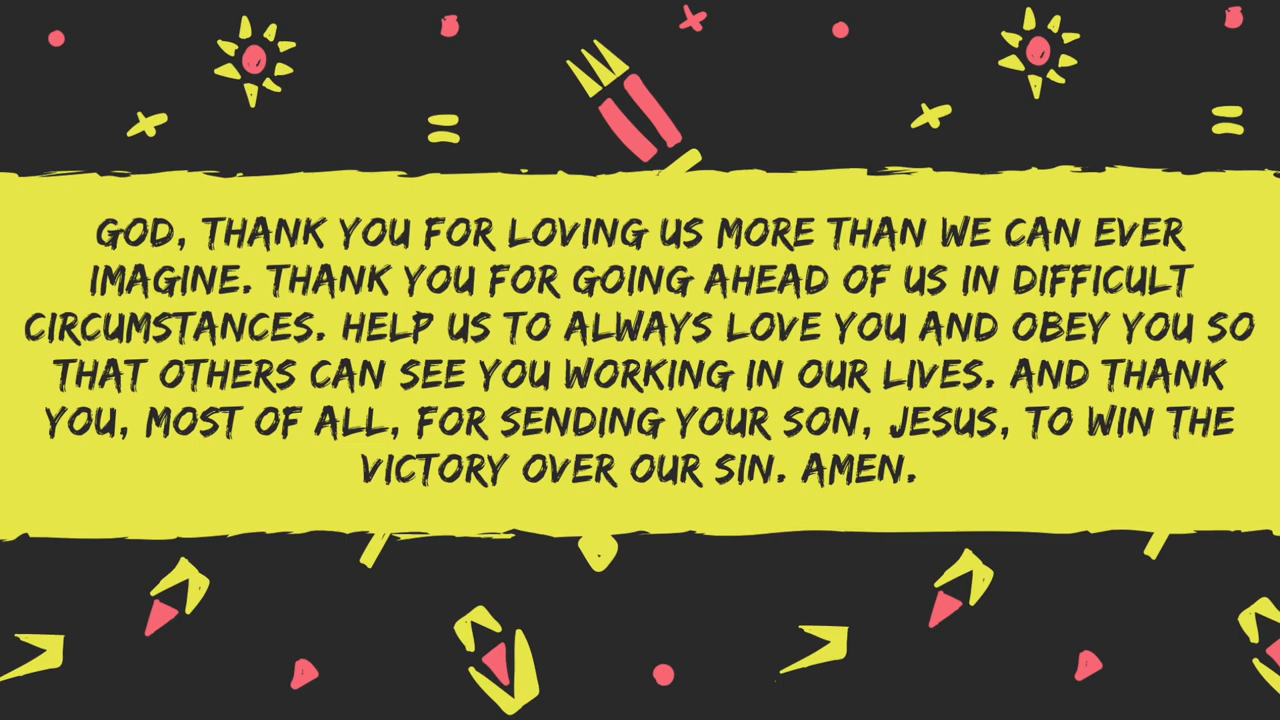 GOD, THANK YOU FOR LOVING US MORE THAN WE CAN EVER
IMAGINE. THANK YOU FOR GOING AHEAD OF US IN DIFFICULT
CIRCUMSTANCES. HELP US TO ALWAYS LOVE YOU AND OBEY YOU SO
THAT OTHERS CAN SEE YOU WORKING IN OUR LIVES. AND THANK
YOU, MOST OF ALL, FOR SENDING YOUR SON, JESUS, TO WIN THE
VICTORY OVER OUR SIN. AMEN.